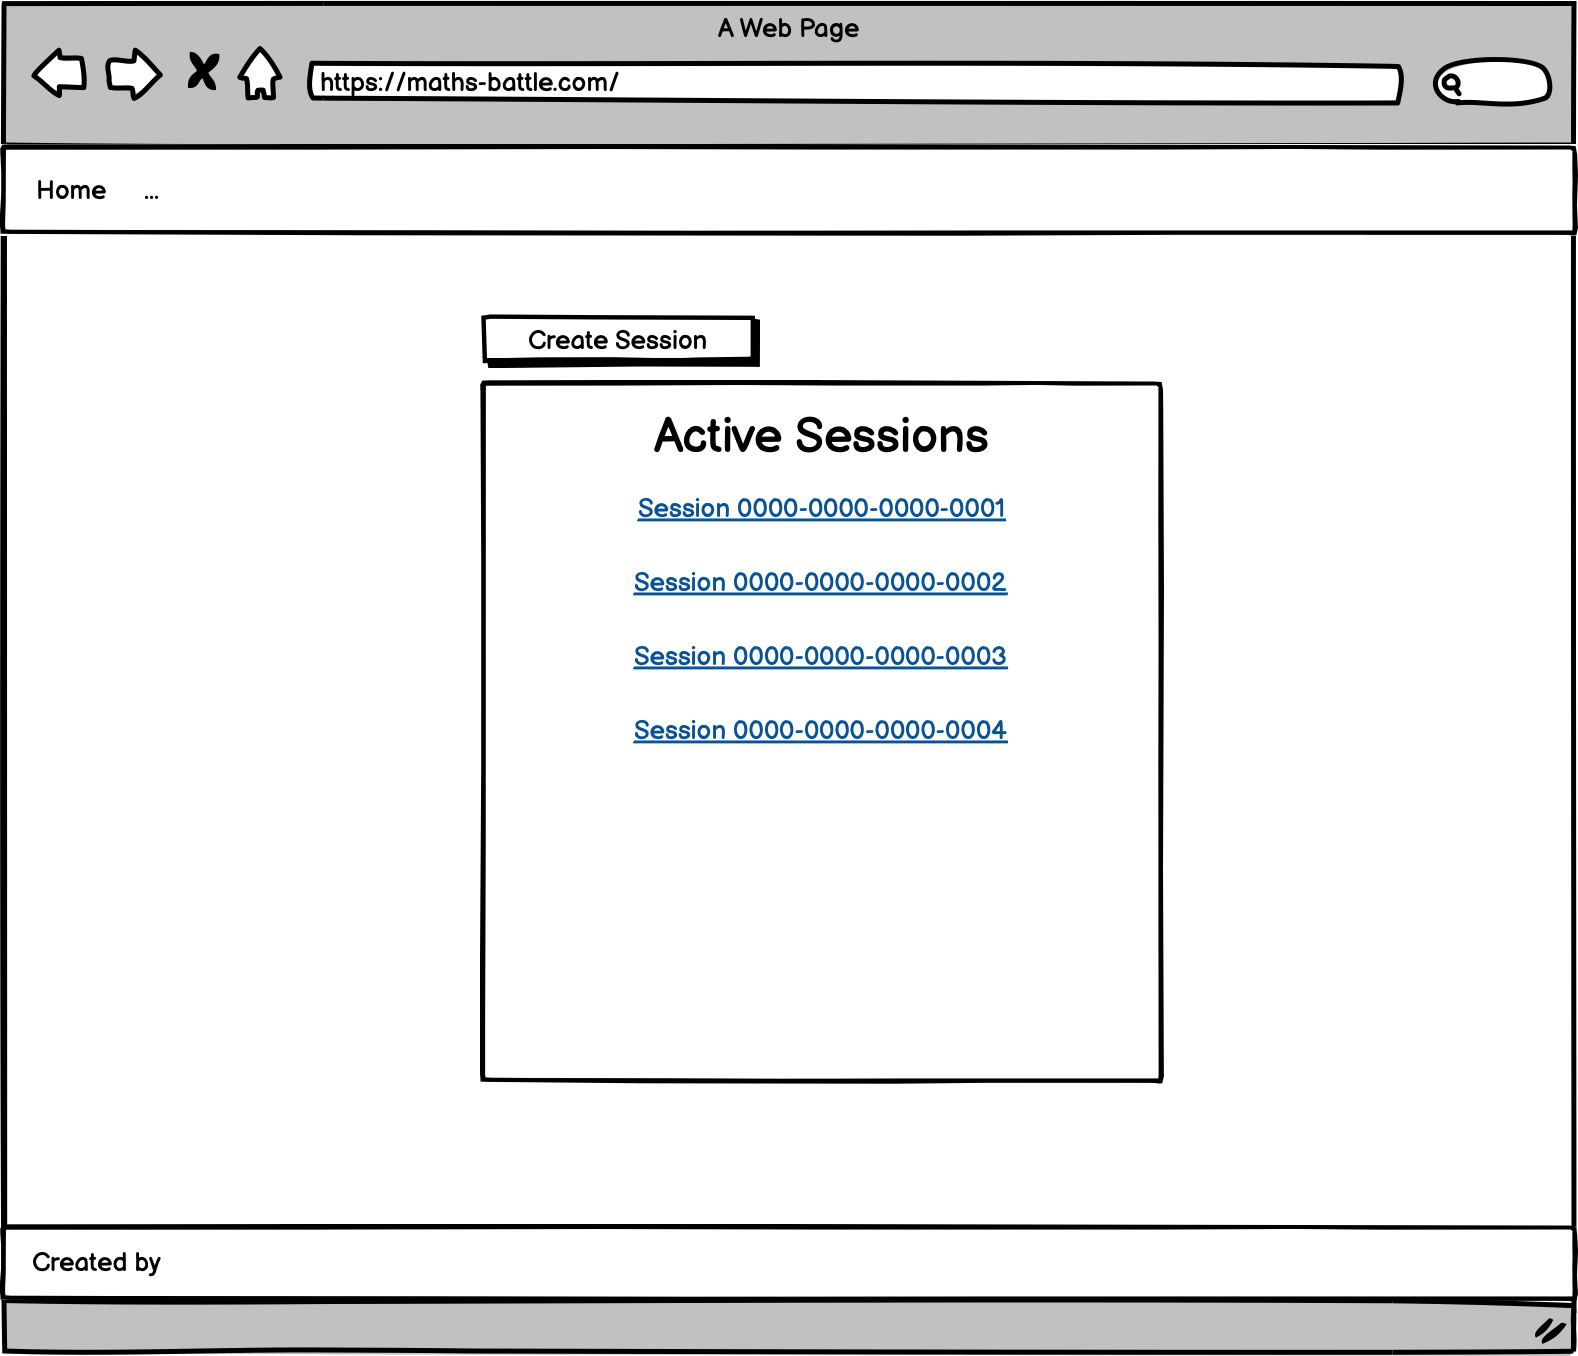 A Web Page
https://maths-battle.com/
Home ...
Create Session
Active Sessions
Session 0000-0000-0000-0001
Session 0000-0000-0000-0002
Session 0000-0000-0000-0003
Session 0000-0000-0000-0004
Created by